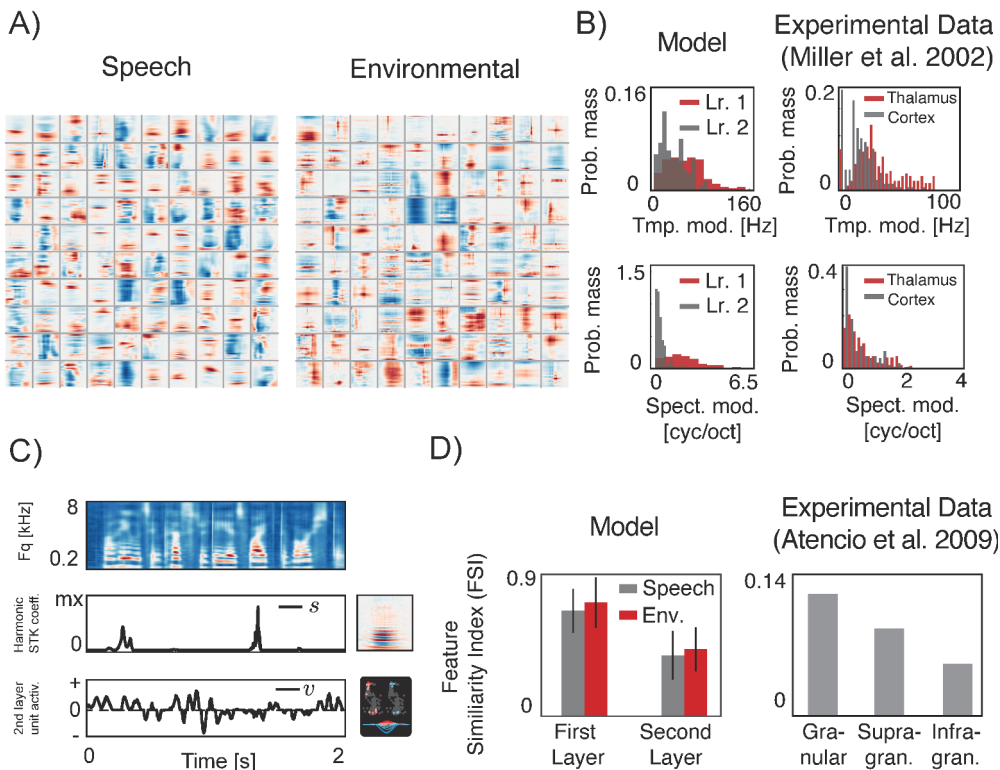 A)
Speech
Environmental
B)
Model
Experimental Data
(Miller et al. 2002)
0.16
Prob. mass
0
Lr. 1
Lr. 2
0
160
Tmp. mod. [Hz]
0.2
Prob. mass
0
Thalamus
Cortex
0
100
Tmp. mod. [Hz]
1.5
Prob. mass
0
Lr. 1
Lr. 2
0
6.5
Spect. mod.
[cyc/oct]
0.4
Prob. mass
0
Thalamus
Cortex
0
2
4
Spect. mod.
[cyc/oct]
C)
8
Fq [kHz]
0.2
mx
Harmonic
STK coeff.
0
s
+
2nd layer
unit activ.
0
-
v
0
Time [s]
2
D)
Model
Experimental Data
(Atencio et al. 2009)
Feature
Similiarity Index (FSI)
0.9
0
Speech
Env.
First
Layer
Second
Layer
0.14
0
Gra-
nular
Supra-
gran.
Infra-
gran.